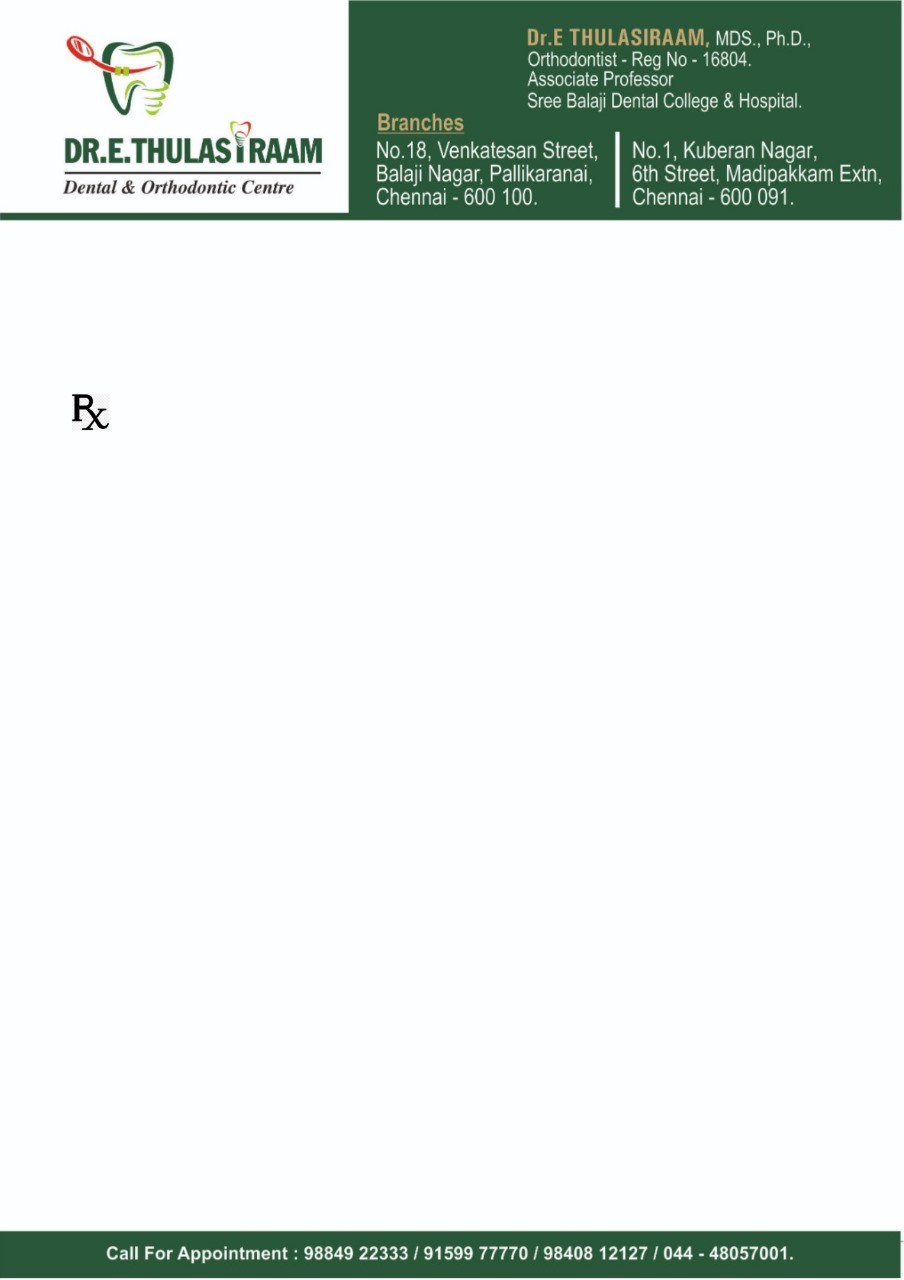 DR.E.THULASIRAAM
Dental & Orthodontic Centre
Dr.E THULASIRAAM, MDS., Ph.D.,
Orthodontist - Reg No - 16804.
Associate Professor
Sree Balaji Dental College & Hospital.
Branches
No.18, Venkatesan Street,
Balaji Nagar, Pallikaranai,
Chennai - 600 100.
No.1, Kuberan Nagar,
6th Street, Madipakkam Extn,
Chennai - 600 091.
℞
Call For Appointment : 98849 22333 / 91599 77770 / 98408 12127 / 044 - 48057001.